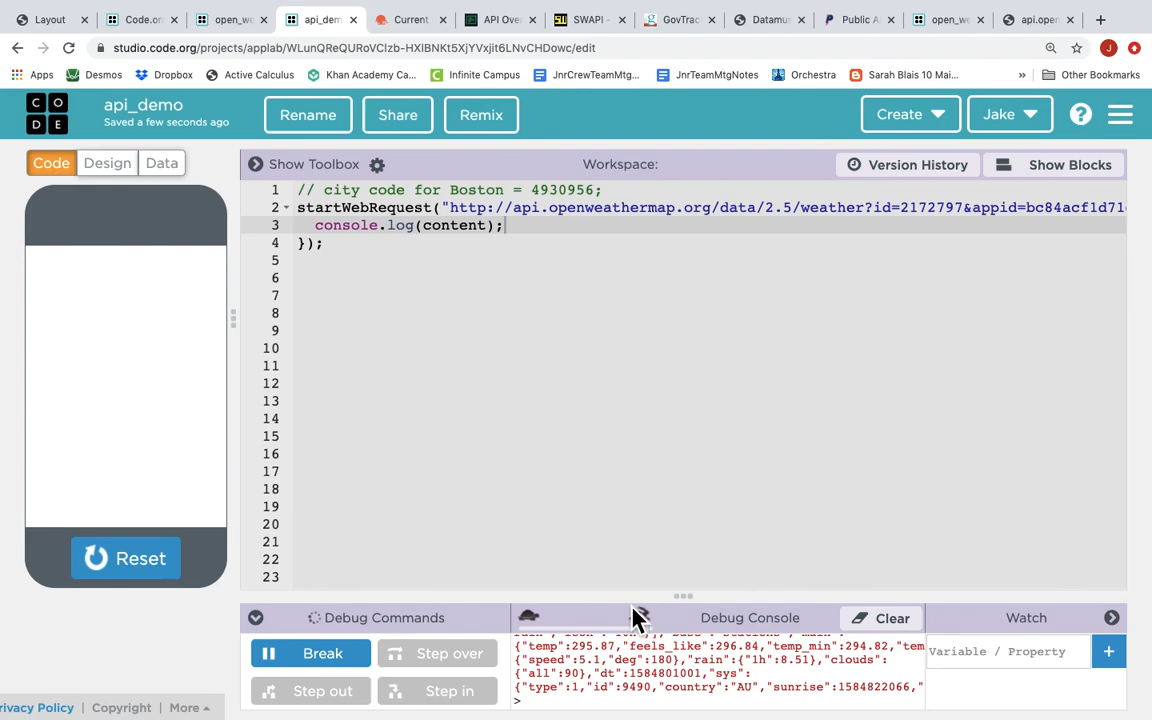 Layout
Code.or
open_we
api_dem
Current
API Ove
SWAPI -
GovTrac
Datamus
Public A
open_we
api.open
studio.code.org/projects/applab/WLunQReQURoVClzb-HXlBNKt5XjYVxjit6LNvCHDowc/edit
J
Apps
Desmos
Dropbox
Active Calculus
Khan Academy Ca...
Infinite Campus
JnrCrewTeamMtg...
JnrTeamMtgNotes
Orchestra
Sarah Blais 10 Mai...
»
Other Bookmarks
C O
D E
api_demo
Saved a few seconds ago
Rename
Share
Remix
Create
Jake
?
Code
Design
Data
Show Toolbox
Workspace:
Version History
Show Blocks
1 // city code for Boston = 4930956;
2 startWebRequest("http://api.openweathermap.org/data/2.5/weather?id=2172797&appid=bc84acf1d71
3 console.log(content);
4 });
5
6
7
8
9
10
11
12
13
14
15
16
17
18
19
20
21
22
23
Reset
Debug Commands
Debug Console
Clear
Watch
Break
Step over
Step out
Step in
{"temp":295.87,"feels_like":296.84,"temp_min":294.82,"tem
{"speed":5.1,"deg":180},"rain":{"1h":8.51},"clouds":
{"all":90},"dt":1584801001,"sys":
{"type":1,"id":9490,"country":"AU","sunrise":1584822066,"
>
Variable / Property
+
rivacy Policy
Copyright
More